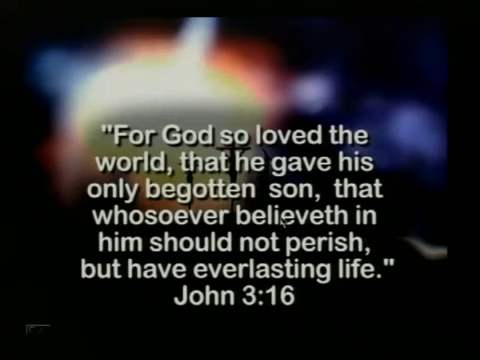 "For God so loved the
world, that he gave his
only begotten son, that
whosoever believeth in
him should not perish,
but have everlasting life."
John 3:16